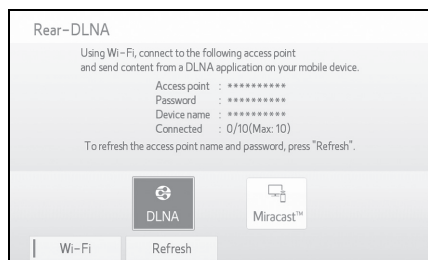 Rear-DLNA
Using Wi-Fi, connect to the following access point
and send content from a DLNA application on your mobile device.
Access point : **********
Password : **********
Device name : **********
Connected : 0/10(Max: 10)
To refresh the access point name and password, press "Refresh".
DLNA
Miracast™
Wi-Fi
Refresh